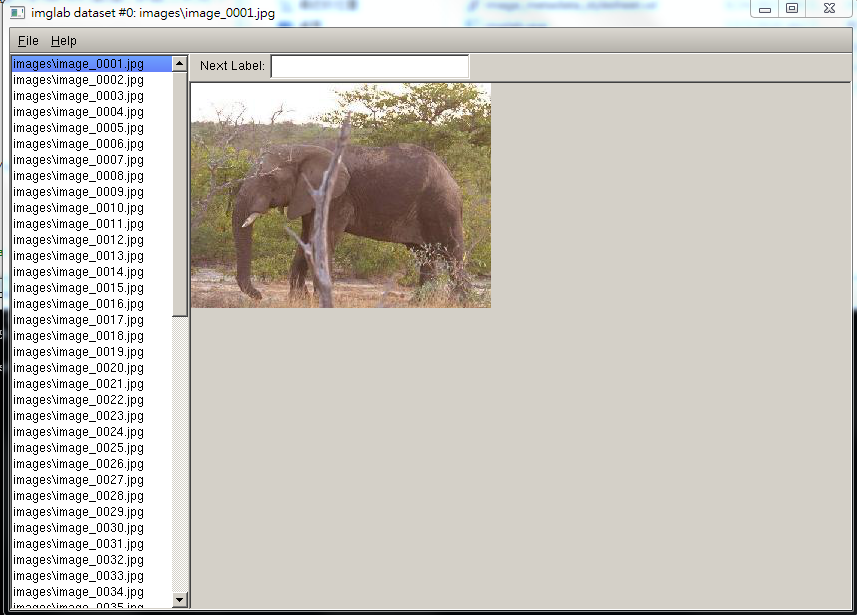 imglab dataset #0: images\image_0001.jpg
File Help
Next Label:
images\image_0001.jpg
images\image_0002.jpg
images\image_0003.jpg
images\image_0004.jpg
images\image_0005.jpg
images\image_0006.jpg
images\image_0007.jpg
images\image_0008.jpg
images\image_0009.jpg
images\image_0010.jpg
images\image_0011.jpg
images\image_0012.jpg
images\image_0013.jpg
images\image_0014.jpg
images\image_0015.jpg
images\image_0016.jpg
images\image_0017.jpg
images\image_0018.jpg
images\image_0019.jpg
images\image_0020.jpg
images\image_0021.jpg
images\image_0022.jpg
images\image_0023.jpg
images\image_0024.jpg
images\image_0025.jpg
images\image_0026.jpg
images\image_0027.jpg
images\image_0028.jpg
images\image_0029.jpg
images\image_0030.jpg
images\image_0031.jpg
images\image_0032.jpg
images\image_0033.jpg
images\image_0034.jpg
images\image_0035.jpg